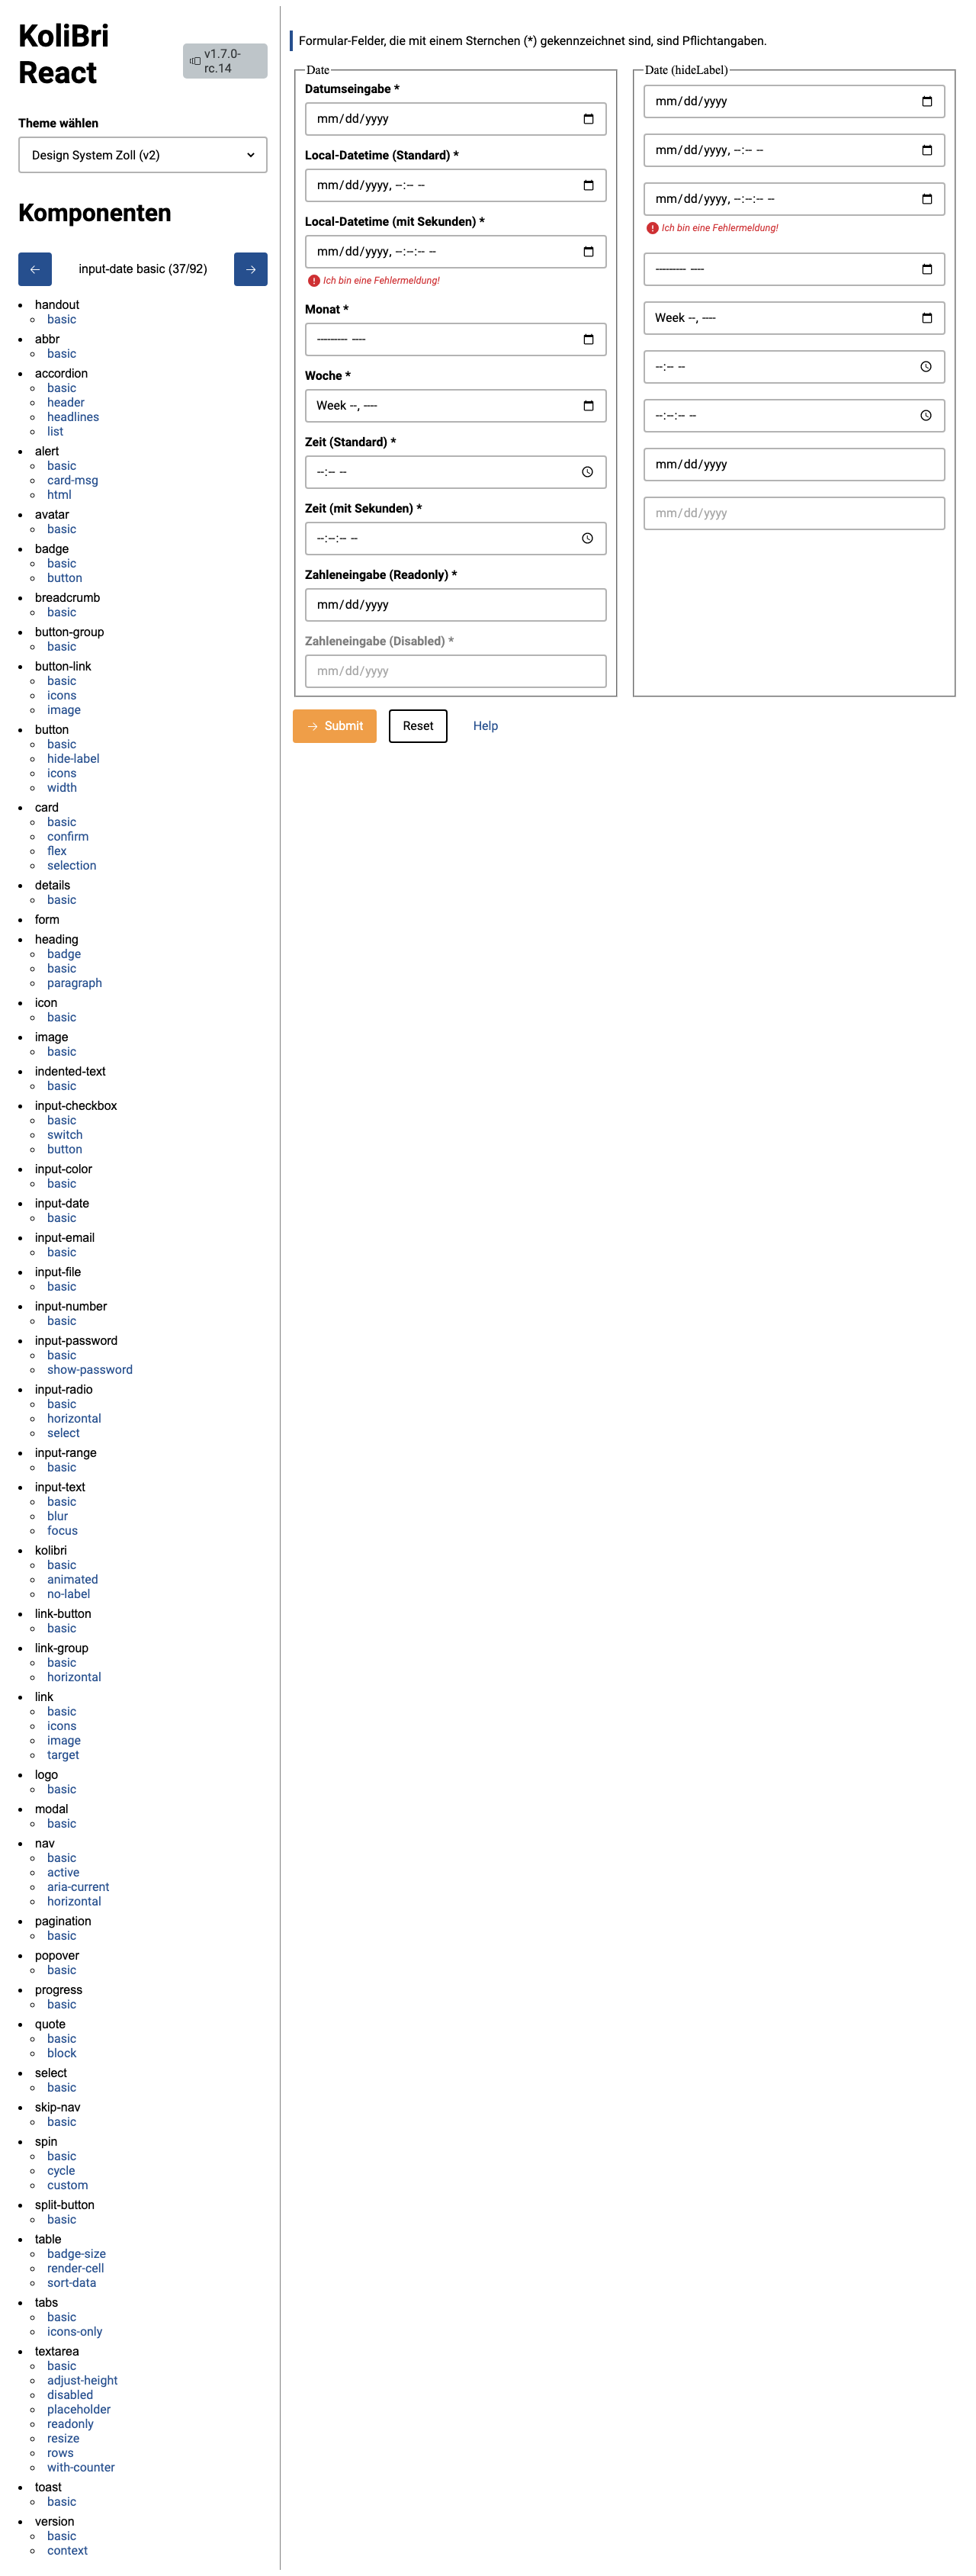 KoliBri
React
v1.7.0-
rc.14
Theme wählen
Design System Zoll (v2)
Komponenten
input-date basic (37/92)
handout
basic
abbr
basic
accordion
basic
header
headlines
list
alert
basic
card-msg
html
avatar
basic
badge
basic
button
breadcrumb
basic
button-group
basic
button-link
basic
icons
image
button
basic
hide-label
icons
width
card
basic
confirm
flex
selection
details
basic
form
heading
badge
basic
paragraph
icon
basic
image
basic
indented-text
basic
input-checkbox
basic
switch
button
input-color
basic
input-date
basic
input-email
basic
input-file
basic
input-number
basic
input-password
basic
show-password
input-radio
basic
horizontal
select
input-range
basic
input-text
basic
blur
focus
kolibri
basic
animated
no-label
link-button
basic
link-group
basic
horizontal
link
basic
icons
image
target
logo
basic
modal
basic
nav
basic
active
aria-current
horizontal
pagination
basic
popover
basic
progress
basic
quote
basic
block
select
basic
skip-nav
basic
spin
basic
cycle
custom
split-button
basic
table
badge-size
render-cell
sort-data
tabs
basic
icons-only
textarea
basic
adjust-height
disabled
placeholder
readonly
resize
rows
with-counter
toast
basic
version
basic
context
Formular-Felder, die mit einem Sternchen (*) gekennzeichnet sind, sind Pflichtangaben.
Date
Datumseingabe *
mm/dd/yyyy
Local-Datetime (Standard) *
mm/dd/yyyy, --:-- --
Local-Datetime (mit Sekunden) *
mm/dd/yyyy, --:--:-- --
Ich bin eine Fehlermeldung!
Monat *
--------- ----
Woche *
Week --, ----
Zeit (Standard) *
--:-- --
Zeit (mit Sekunden) *
--:--:-- --
Zahleneingabe (Readonly) *
mm/dd/yyyy
Zahleneingabe (Disabled) *
mm/dd/yyyy
Date (hideLabel)
mm/dd/yyyy
mm/dd/yyyy, --:-- --
mm/dd/yyyy, --:--:-- --
Ich bin eine Fehlermeldung!
--------- ----
Week --, ----
--:-- --
--:--:-- --
mm/dd/yyyy
mm/dd/yyyy
Submit
Reset
Help